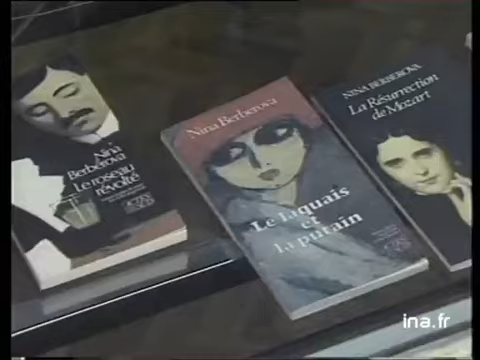 Nina
Berberova
Le roseau
révolté
Nina Berberova
Le laquais
et
la putain
NINA BERBEROVA
La Résurrection
de Mozart
ina.fr